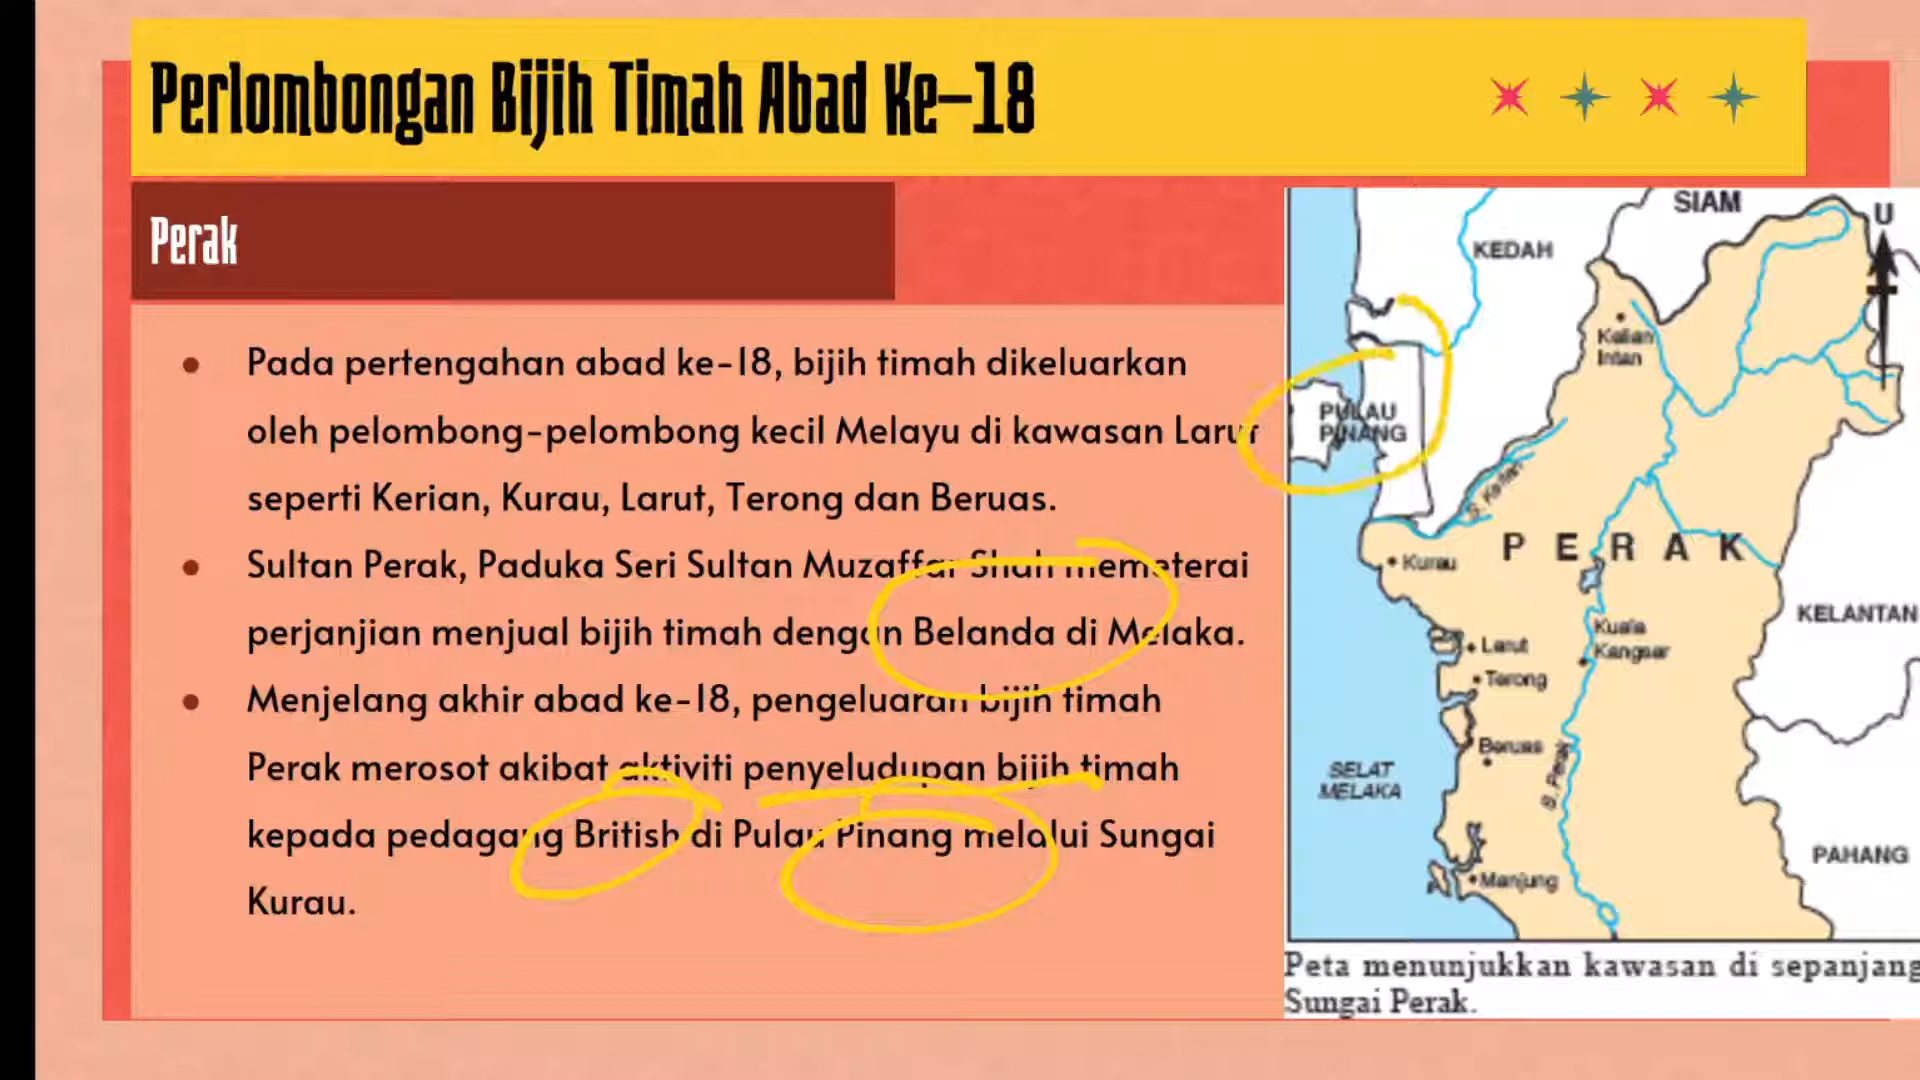 Perlombongan Bijih Timah Abad Ke-18
Perak
Pada pertengahan abad ke-18, bijih timah dikeluarkan
oleh pelombong-pelombong kecil Melayu di kawasan Larut
seperti Kerian, Kurau, Larut, Terong dan Beruas.
Sultan Perak, Paduka Seri Sultan Muzaffar Shah memeterai
perjanjian menjual bijih timah dengan Belanda di Melaka.
Menjelang akhir abad ke-18, pengeluaran bijih timah
Perak merosot akibat aktiviti penyeludupan bijih timah
kepada pedagang British di Pulau Pinang melalui Sungai
Kurau.
SIAM
U
KEDAH
Kelian
Intan
PULAU
PINANG
S. Kerian
PERAK
Kurau
KELANTAN
Kuala
Kangsar
Larut
Terong
Beruas
S. Perak
SELAT
MELAKA
PAHANG
Manjung
Peta menunjukkan kawasan di sepanjang
Sungai Perak.